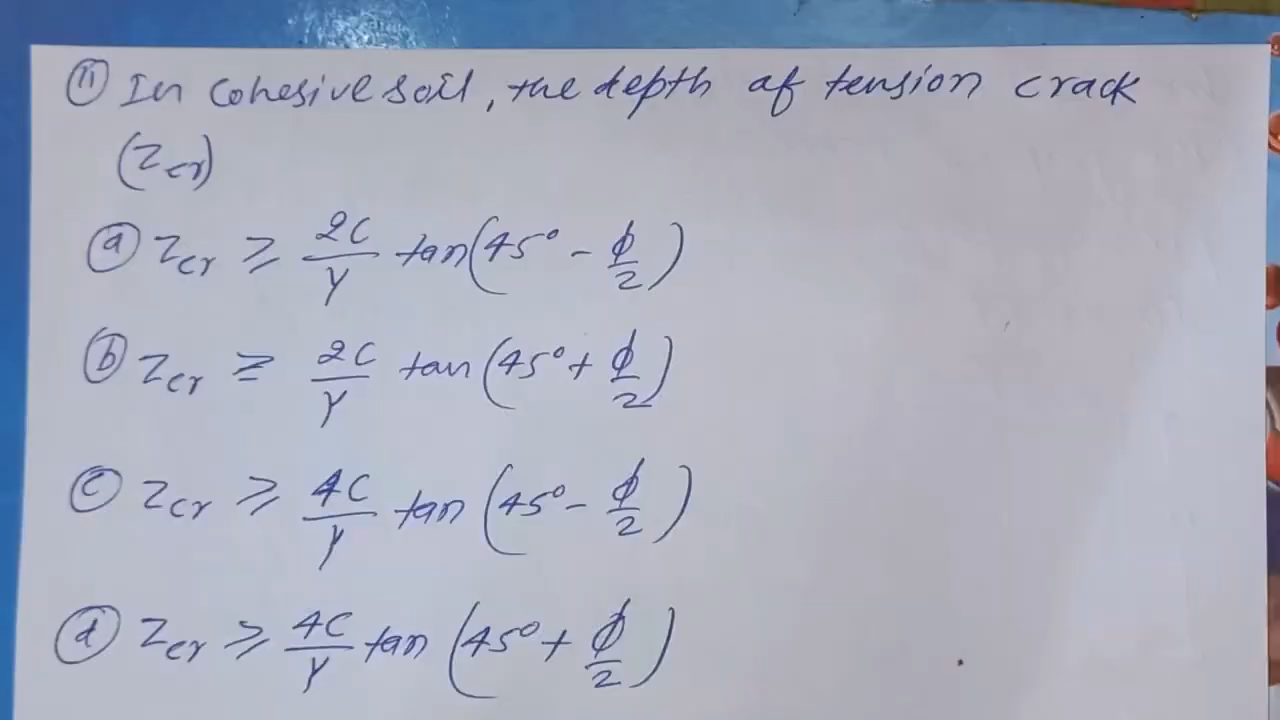 ⑪ In cohesive soil, the depth of tension crack
(Zcr)
ⓐ Zcr ≥ 2C/γ tan(45° - ϕ/2)
ⓑ Zcr ≥ 2C/γ tan(45° + ϕ/2)
ⓒ Zcr ≥ 4C/γ tan(45° - ϕ/2)
ⓓ Zcr ≥ 4C/γ tan(45° + ϕ/2)